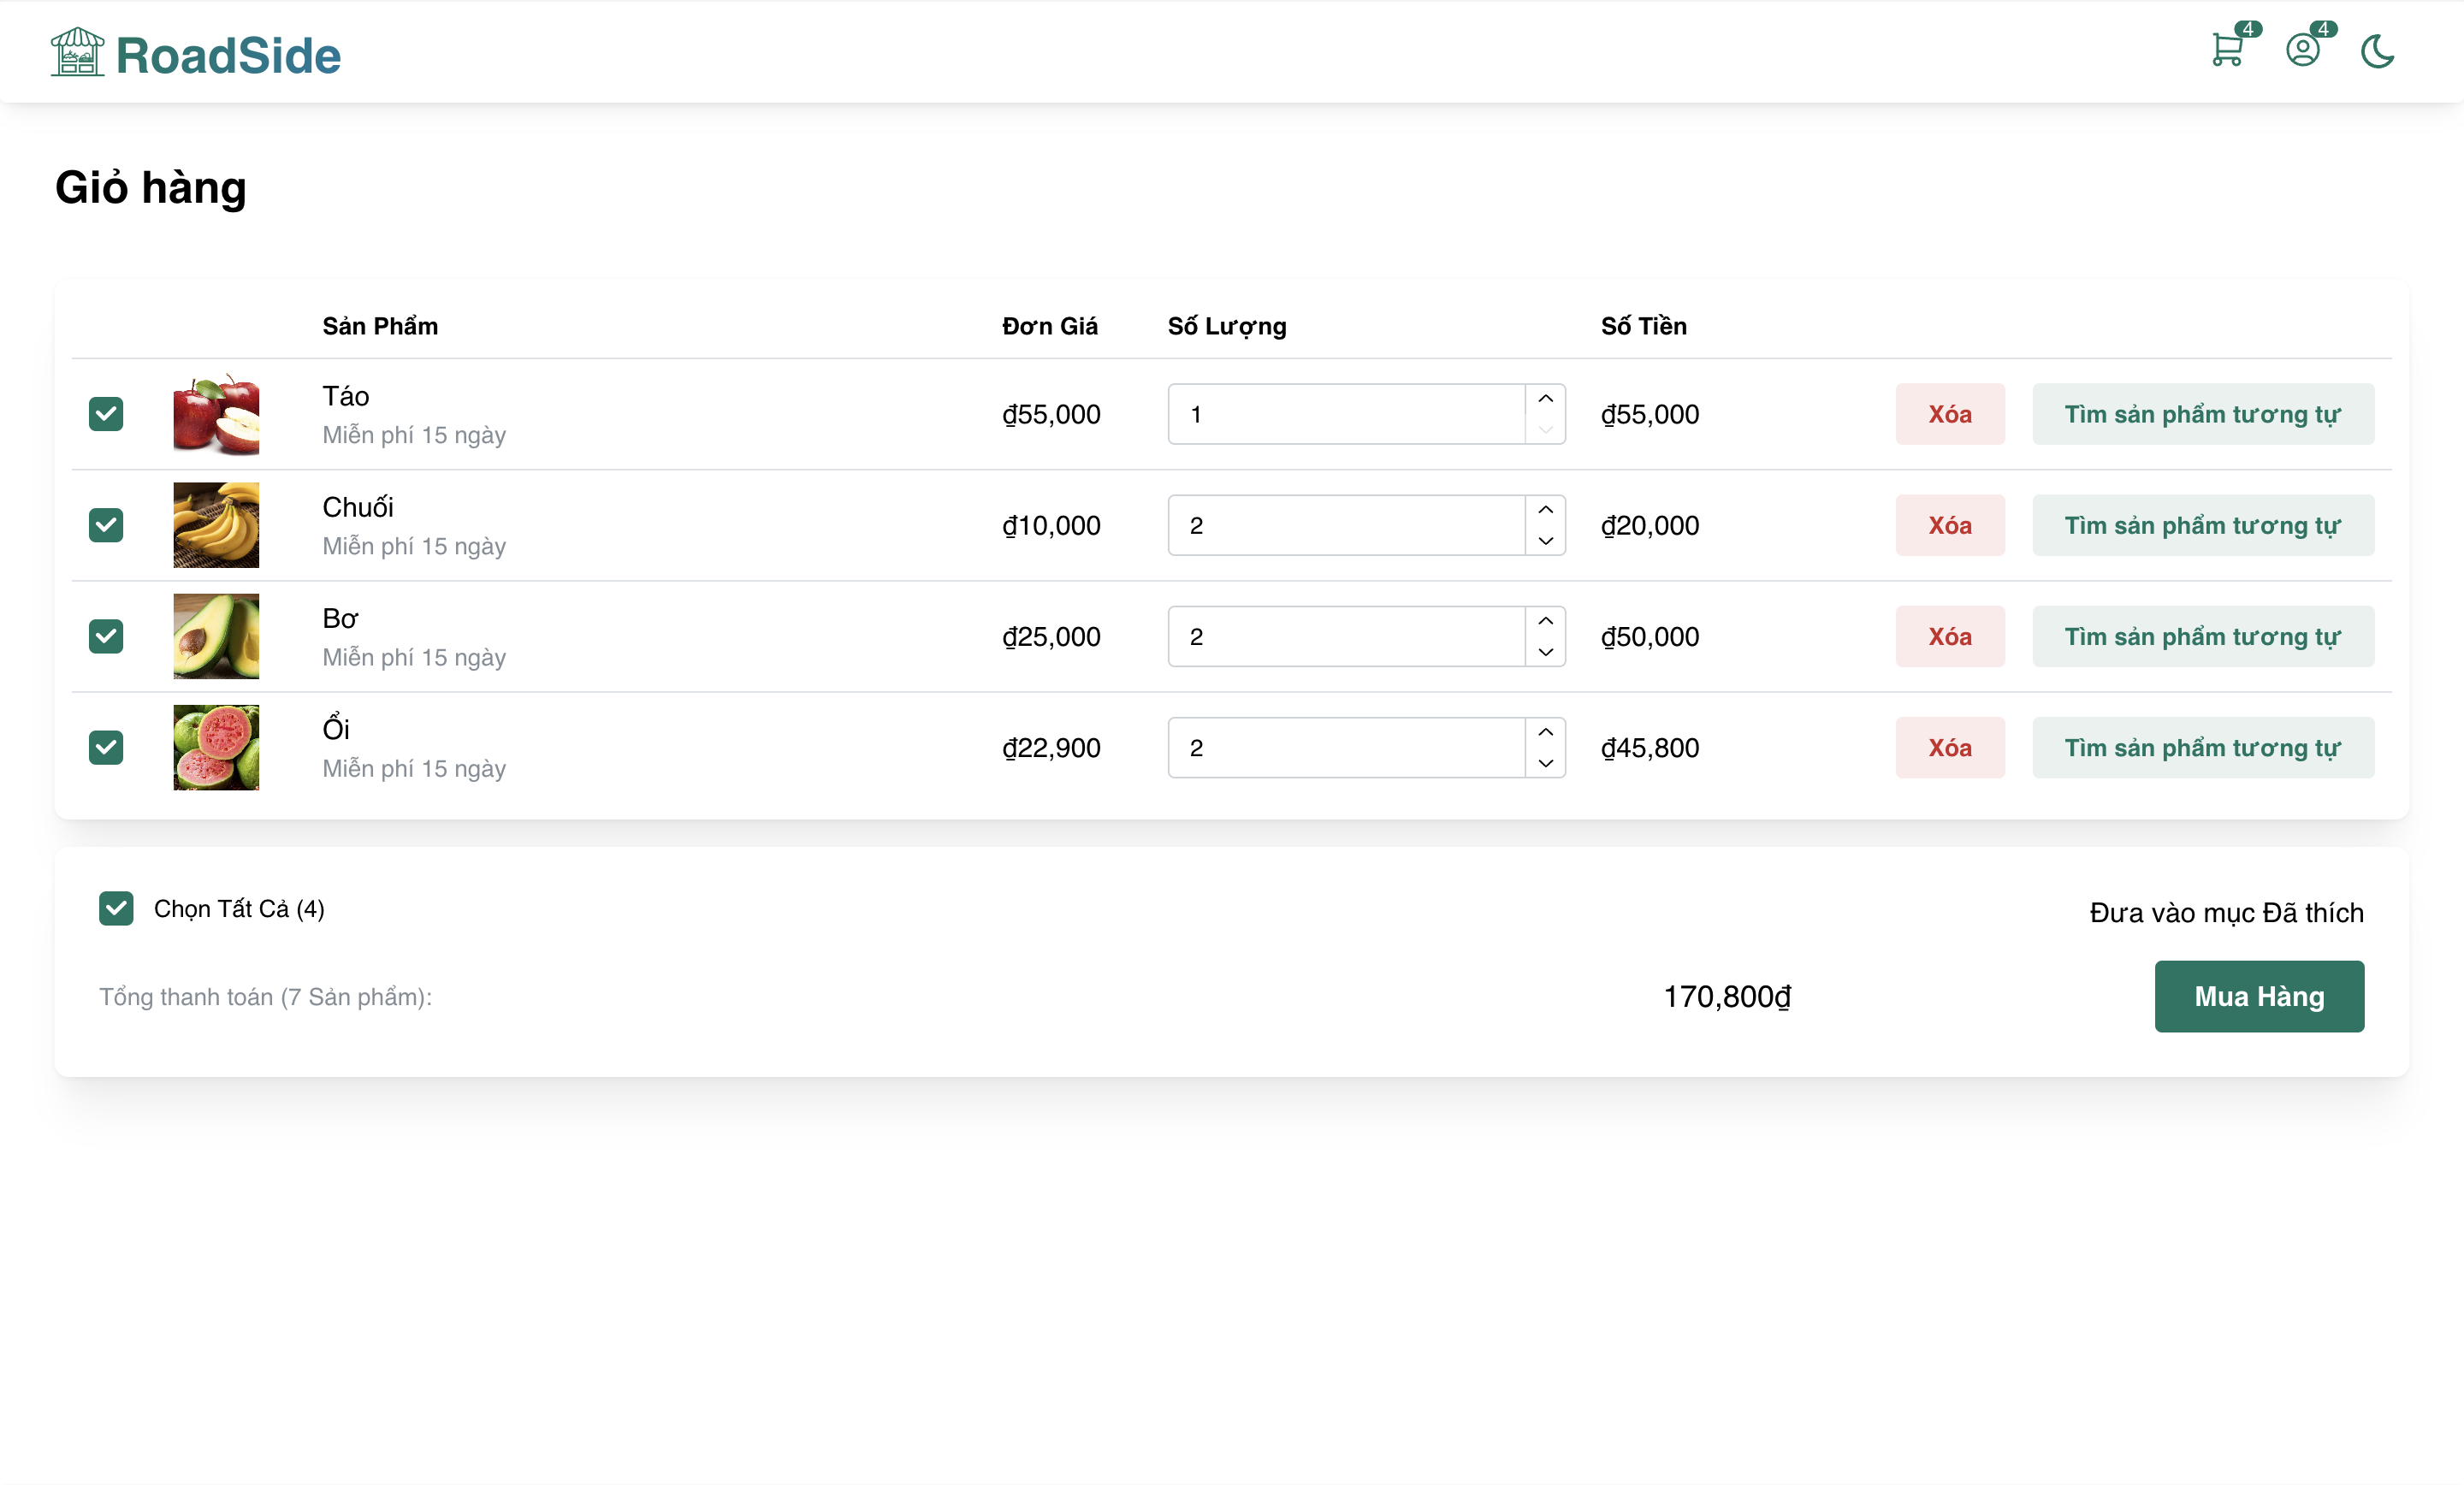 RoadSide
4
4
Giỏ hàng
Sản Phẩm Đơn Giá Số Lượng Số Tiền
Táo
Miễn phí 15 ngày
₫55,000 1 ₫55,000 Xóa Tìm sản phẩm tương tự
Chuối
Miễn phí 15 ngày
₫10,000 2 ₫20,000 Xóa Tìm sản phẩm tương tự
Bơ
Miễn phí 15 ngày
₫25,000 2 ₫50,000 Xóa Tìm sản phẩm tương tự
Ổi
Miễn phí 15 ngày
₫22,900 2 ₫45,800 Xóa Tìm sản phẩm tương tự
Chọn Tất Cả (4) Đưa vào mục Đã thích
Tổng thanh toán (7 Sản phẩm): 170,800₫ Mua Hàng